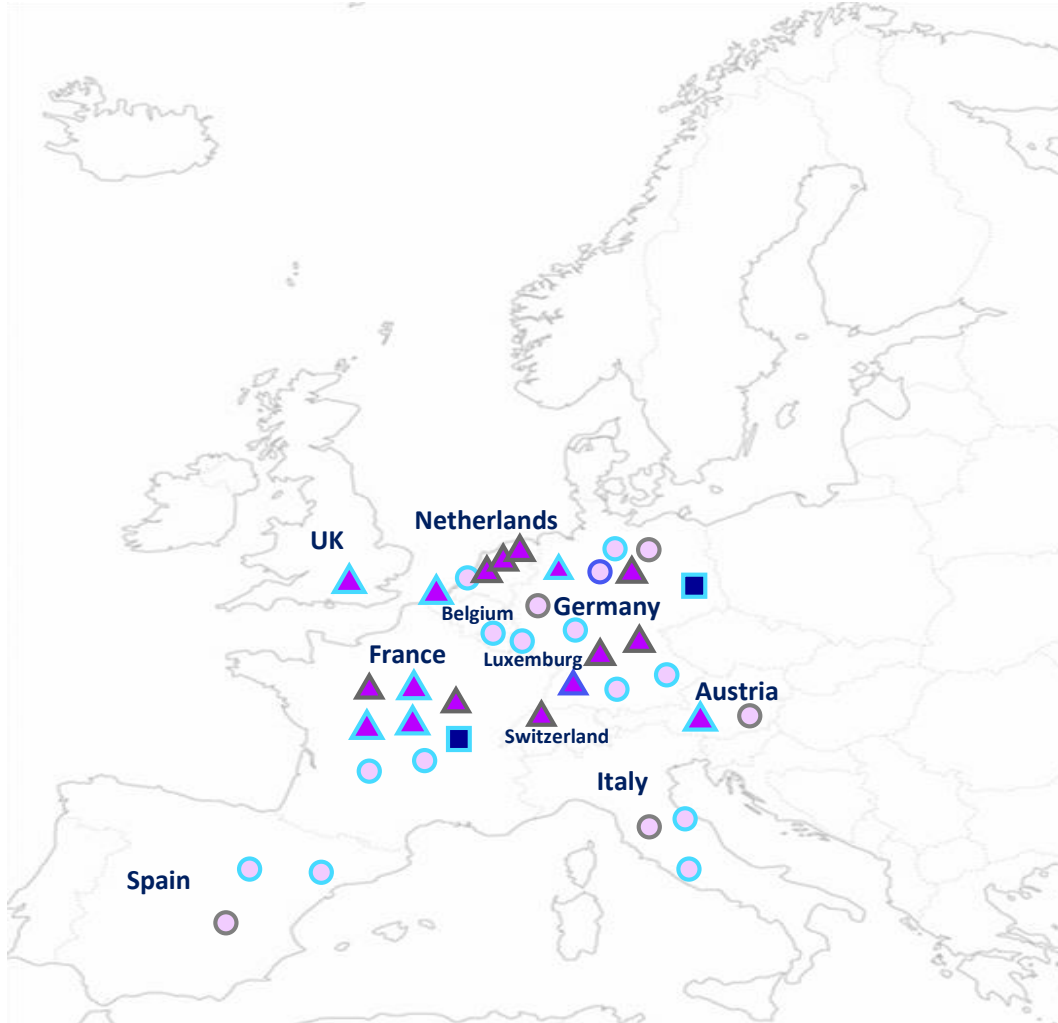 Netherlands
UK
Germany
Belgium
France
Luxemburg
Austria
Switzerland
Italy
Spain